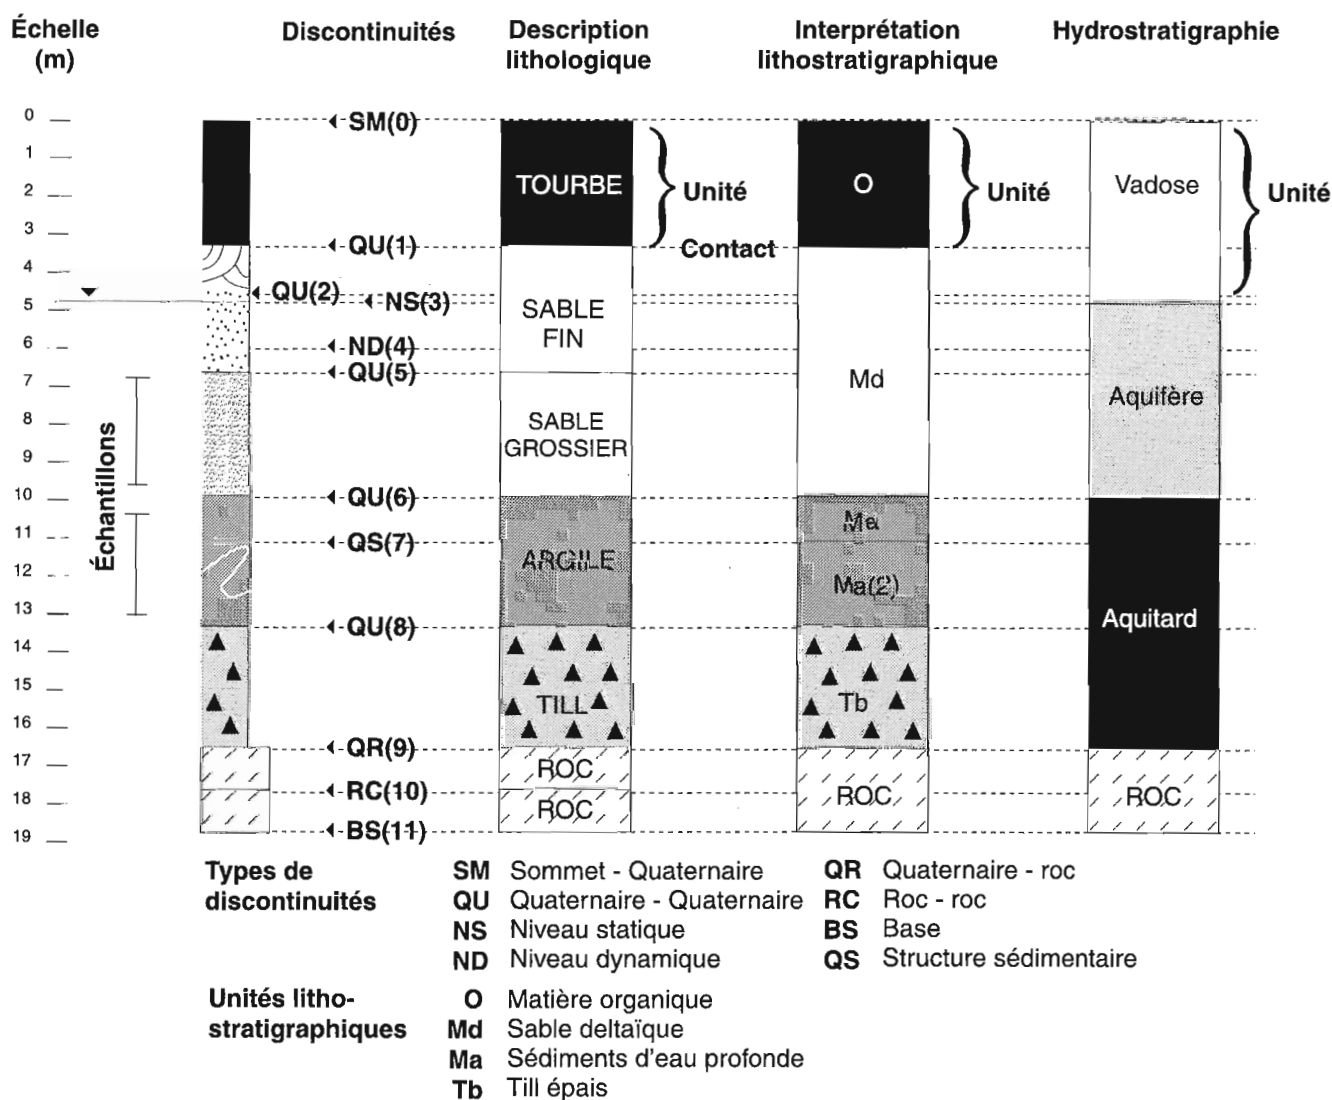 Échelle
(m)
Discontinuités
Description
lithologique
Interprétation
lithostratigraphique
Hydrostratigraphie
0
1
2
3
4
5
6
7
8
9
10
11
12
13
14
15
16
17
18
19
Échantillons
SM(0)
QU(1)
QU(2)
NS(3)
ND(4)
QU(5)
QU(6)
QS(7)
QU(8)
QR(9)
RC(10)
BS(11)
TOURBE
SABLE
FIN
SABLE
GROSSIER
ARGILE
TILL
ROC
ROC
Unité
Contact
O
Md
Ma
Ma(2)
Tb
ROC
Unité
Vadose
Aquifère
Aquitard
ROC
Unité
Types de
discontinuités
SM Sommet - Quaternaire
QU Quaternaire - Quaternaire
NS Niveau statique
ND Niveau dynamique
QR Quaternaire - roc
RC Roc - roc
BS Base
QS Structure sédimentaire
Unités litho-
stratigraphiques
O Matière organique
Md Sable deltaïque
Ma Sédiments d'eau profonde
Tb Till épais